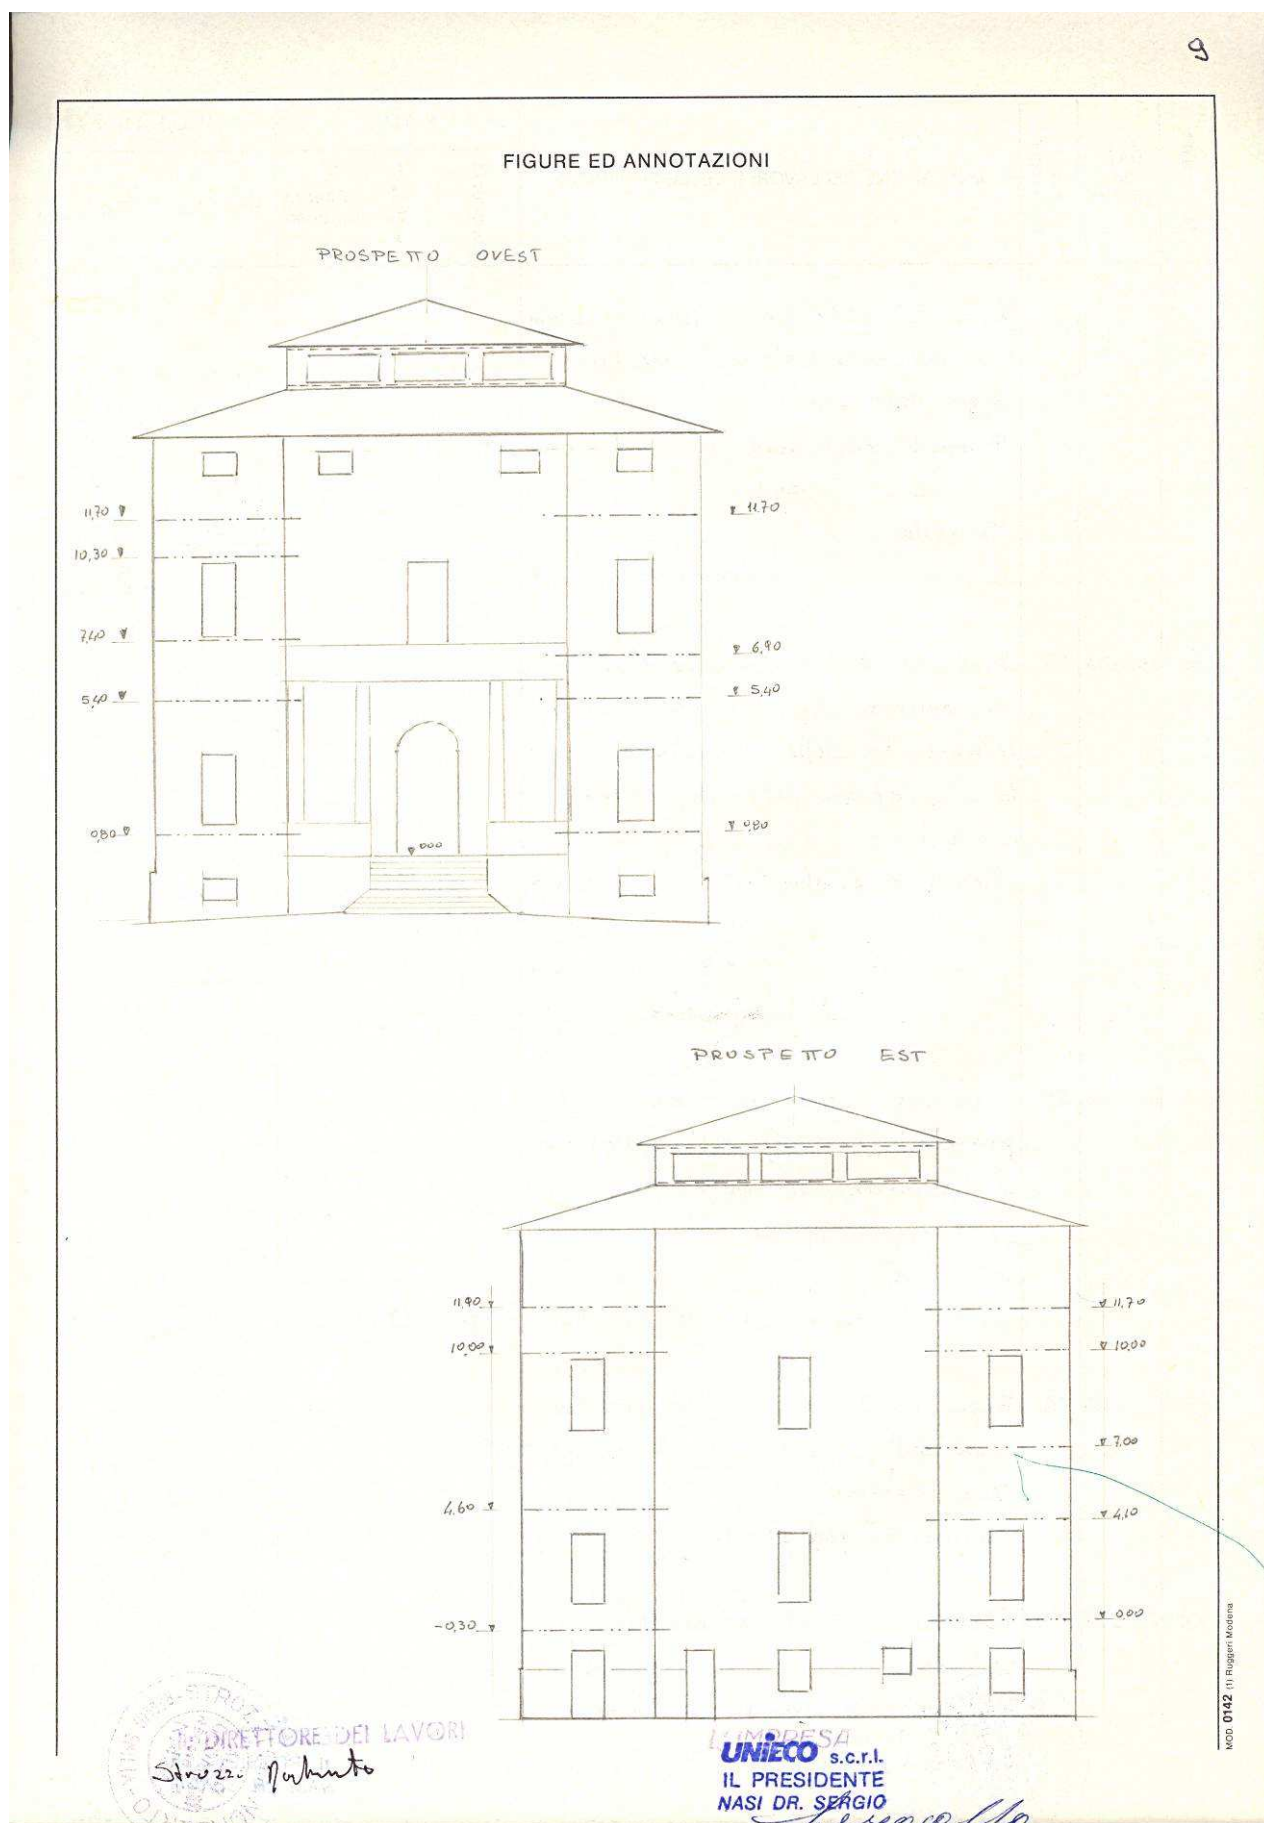 9
FIGURE ED ANNOTAZIONI
PROSPETTO OVEST
11,70
11.70
10,30
7,40
6,90
5,40
5,40
0,80
0,80
0,00
PROSPETTO EST
11,90
11,70
10,00
10,00
7,00
4,60
4,10
-0,30
0,00
MOD. 0142 (1) Ruggeri Modena
IL DIRETTORE DEI LAVORI
L'IMPRESA
UNIECO s.c.r.l.
IL PRESIDENTE
NASI DR. SERGIO